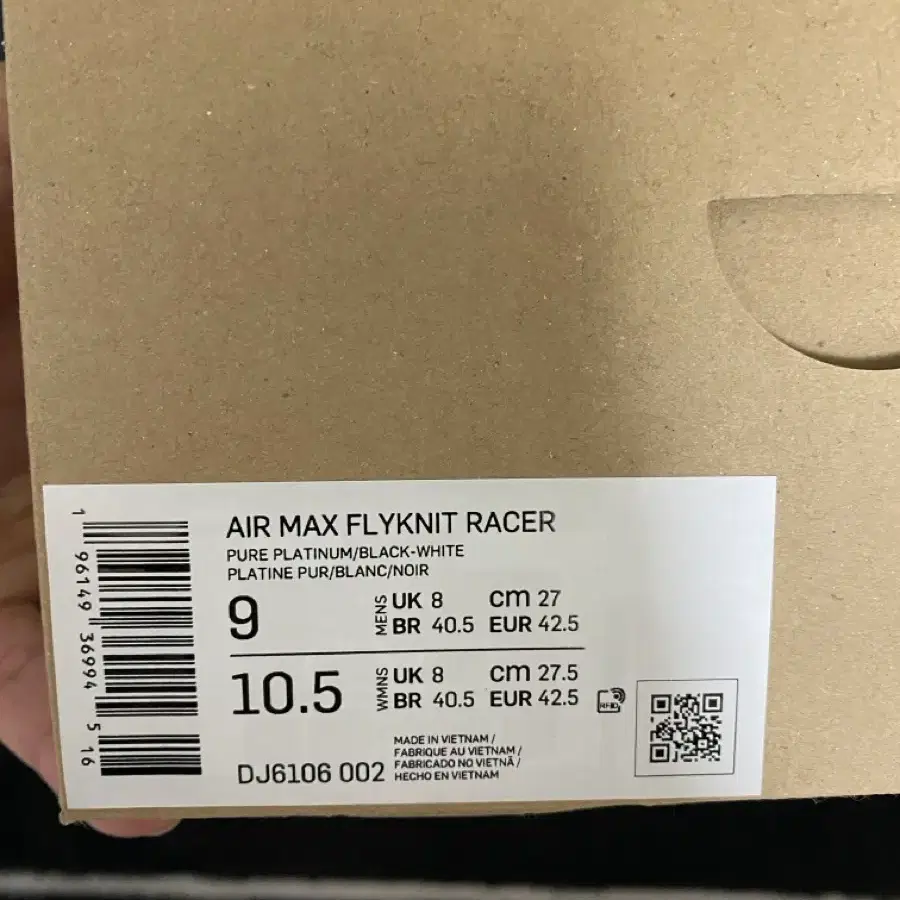 AIR MAX FLYKNIT RACER
PURE PLATINUM/BLACK-WHITE
PLATINE PUR/BLANC/NOIR
9 MENS UK 8 cm 27
BR 40.5 EUR 42.5
10.5 WMNS UK 8 cm 27.5
BR 40.5 EUR 42.5
RFID
DJ6106 002
MADE IN VIETNAM /
FABRIQUE AU VIETNAM /
FABRICADO NO VIETNÃ /
HECHO EN VIETNAM
1 96149 36994 5 16